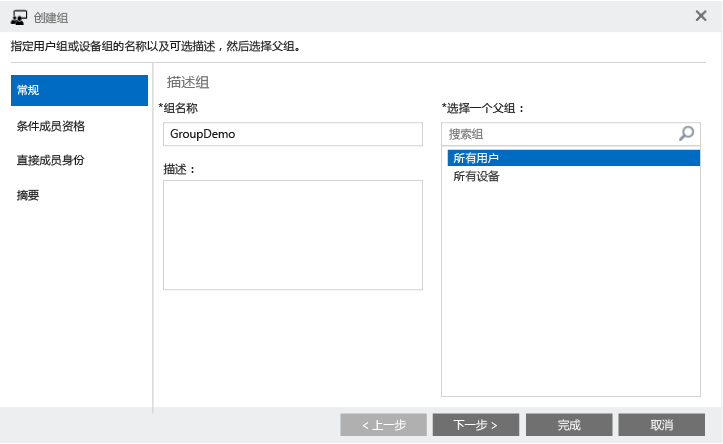 创建组
指定用户组或设备组的名称以及可选描述，然后选择父组。
常规
条件成员资格
直接成员身份
摘要
描述组
*组名称
GroupDemo
描述：
*选择一个父组：
搜索组
所有用户
所有设备
< 上一步
下一步 >
完成
取消